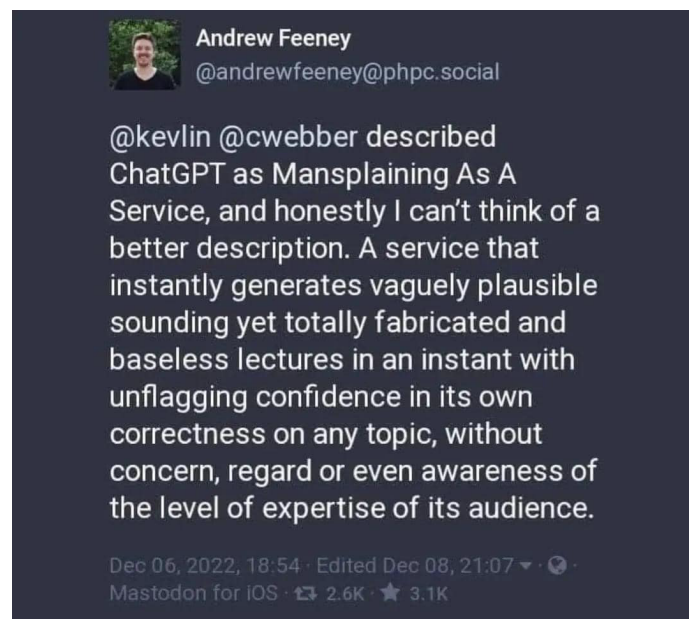 Andrew Feeney
@andrewfeeney@phpc.social
@kevlin @cwebber described
ChatGPT as Mansplaining As A
Service, and honestly I can’t think of a
better description. A service that
instantly generates vaguely plausible
sounding yet totally fabricated and
baseless lectures in an instant with
unflagging confidence in its own
correctness on any topic, without
concern, regard or even awareness of
the level of expertise of its audience.
Dec 06, 2022, 18:54 · Edited Dec 08, 21:07 ·
Mastodon for iOS · 2.6K · 3.1K